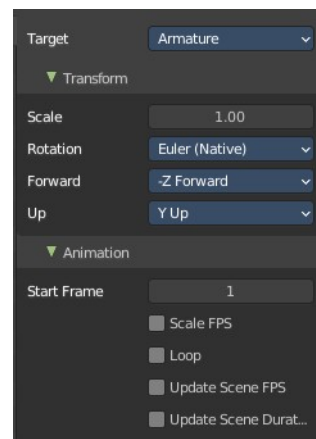 Target Armature
Transform
Scale 1.00
Rotation Euler (Native)
Forward -Z Forward
Up Y Up
Animation
Start Frame 1
Scale FPS
Loop
Update Scene FPS
Update Scene Durat...